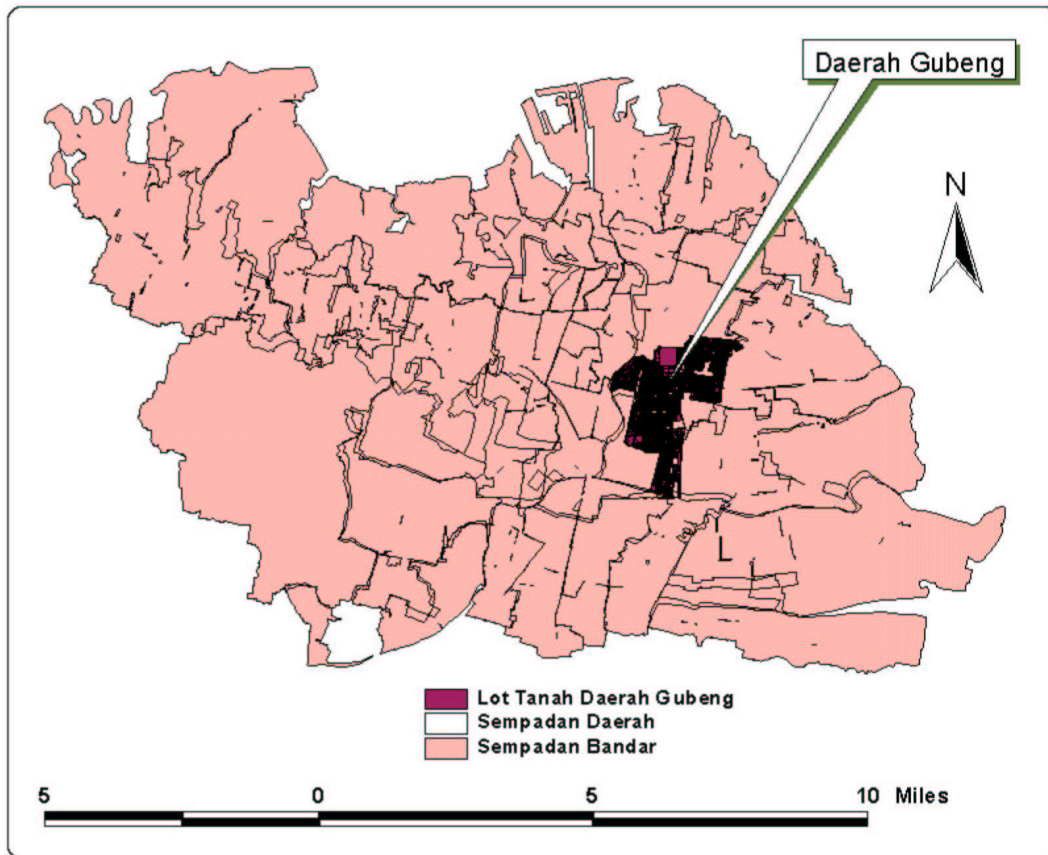 Daerah Gubeng
N
Lot Tanah Daerah Gubeng
Sempadan Daerah
Sempadan Bandar
5 0 5 10 Miles